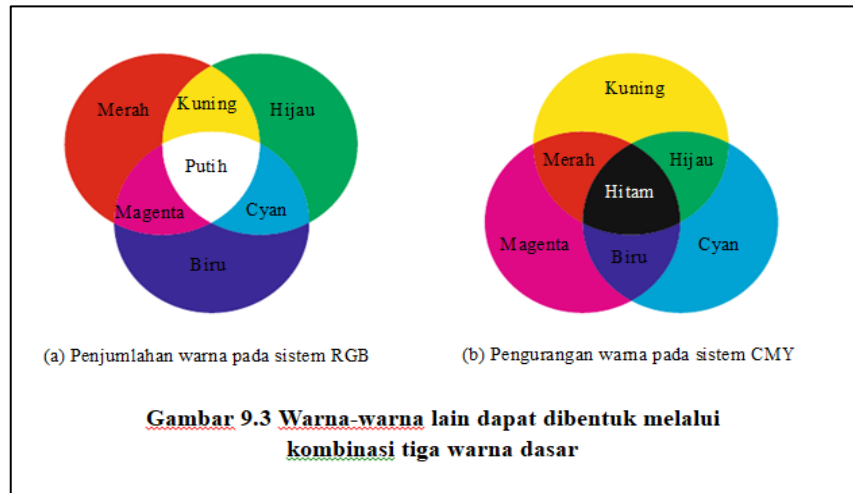 Merah
Kuning
Hijau
Putih
Magenta
Cyan
Biru
(a) Penjumlahan warna pada sistem RGB
Kuning
Merah
Hijau
Hitam
Magenta
Biru
Cyan
(b) Pengurangan warna pada sistem CMY
Gambar 9.3 Warna-warna lain dapat dibentuk melalui
kombinasi tiga warna dasar